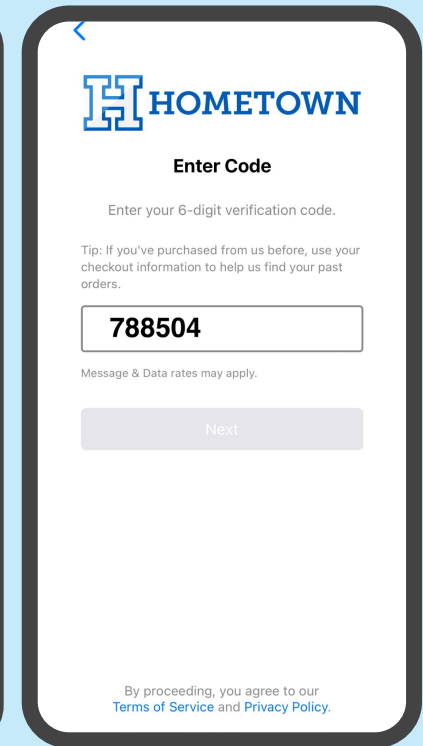 HOMETOWN
Enter Code
Enter your 6-digit verification code.
Tip: If you've purchased from us before, use your
checkout information to help us find your past
orders.
788504
Message & Data rates may apply.
Next
By proceeding, you agree to our
Terms of Service and Privacy Policy.